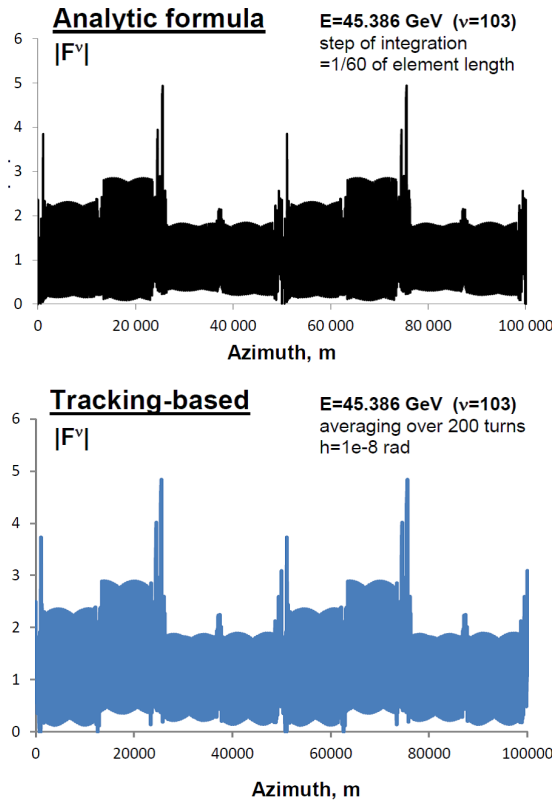 Analytic formula
|Fᵛ|
E=45.386 GeV (ν=103)
step of integration
=1/60 of element length
6
5
4
3
2
1
0
0 20 000 40 000 60 000 80 000 100 000
Azimuth, m
Tracking-based
|Fᵛ|
E=45.386 GeV (ν=103)
averaging over 200 turns
h=1e-8 rad
6
5
4
3
2
1
0
0 20000 40000 60000 80000 100000
Azimuth, m